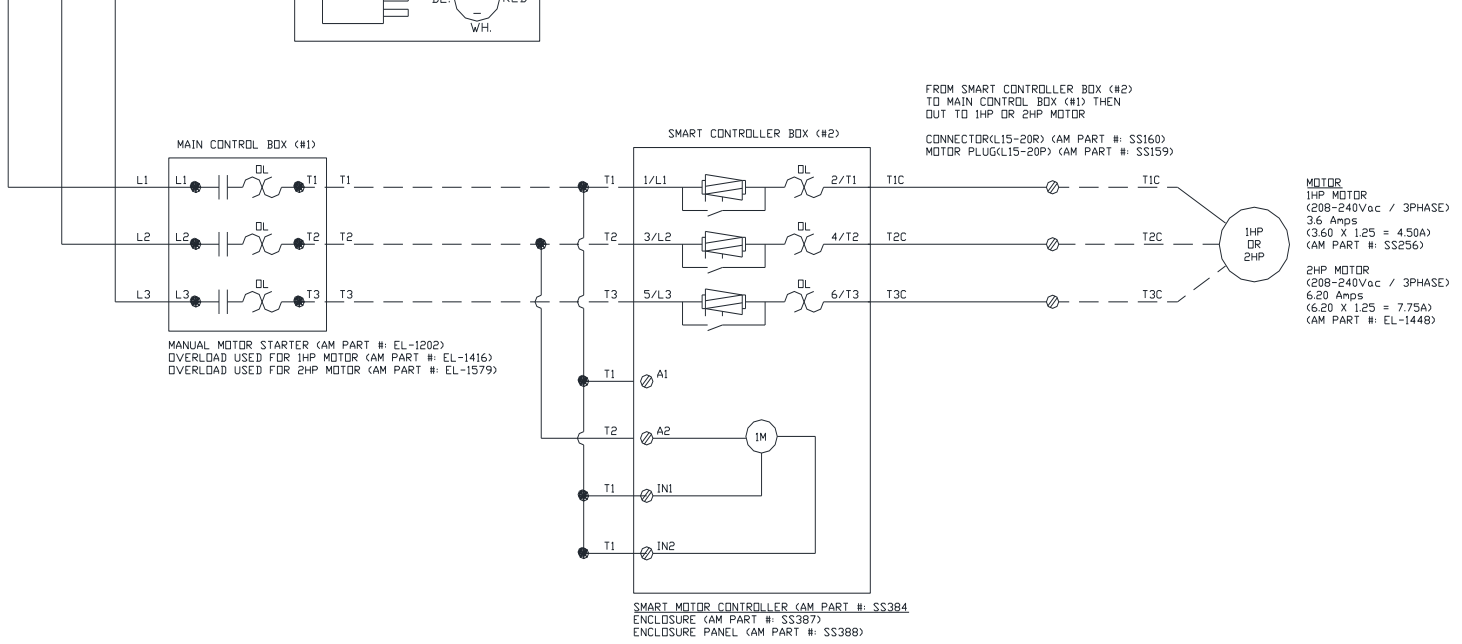 BL. RED
WH.
FROM SMART CONTROLLER BOX (#2)
TO MAIN CONTROL BOX (#1) THEN
OUT TO 1HP OR 2HP MOTOR
CONNECTOR(L15-20R) (AM PART #: SS160)
MOTOR PLUG(L15-20P) (AM PART #: SS159)
MAIN CONTROL BOX (#1)
SMART CONTROLLER BOX (#2)
L1 L1 OL T1 T1 T1 1/L1 OL 2/T1 T1C T1C
L2 L2 OL T2 T2 T2 3/L2 OL 4/T2 T2C T2C
L3 L3 OL T3 T3 T3 5/L3 OL 6/T3 T3C T3C
1HP
OR
2HP
MOTOR
1HP MOTOR
(208-240Vac / 3PHASE)
3.6 Amps
(3.60 X 1.25 = 4.50A)
(AM PART #: SS256)
2HP MOTOR
(208-240Vac / 3PHASE)
6.20 Amps
(6.20 X 1.25 = 7.75A)
(AM PART #: EL-1448)
MANUAL MOTOR STARTER (AM PART #: EL-1202)
OVERLOAD USED FOR 1HP MOTOR (AM PART #: EL-1416)
OVERLOAD USED FOR 2HP MOTOR (AM PART #: EL-1579)
T1 A1
T2 A2 1M
T1 IN1
T1 IN2
SMART MOTOR CONTROLLER (AM PART #: SS384
ENCLOSURE (AM PART #: SS387)
ENCLOSURE PANEL (AM PART #: SS388)